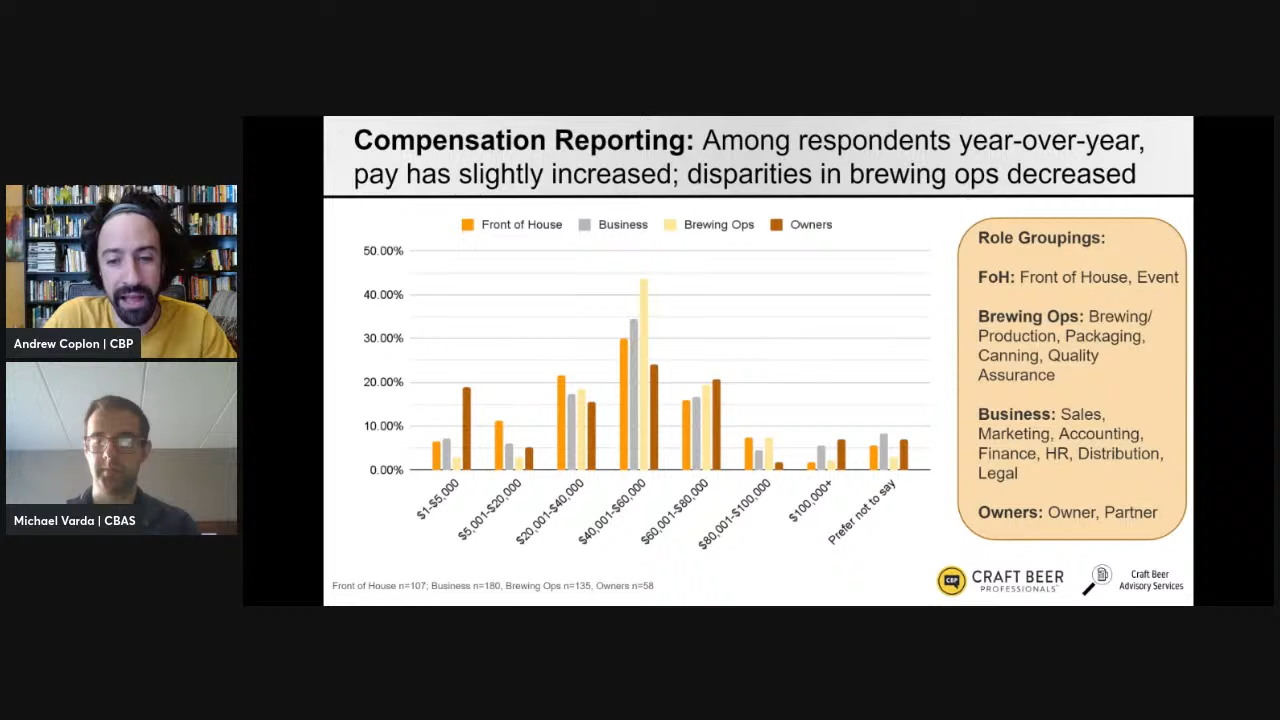 Compensation Reporting: Among respondents year-over-year,
pay has slightly increased; disparities in brewing ops decreased
Front of House
Business
Brewing Ops
Owners
50.00%
40.00%
30.00%
20.00%
10.00%
0.00%
$1-$5,000
$5,001-$20,000
$20,001-$40,000
$40,001-$60,000
$60,001-$80,000
$80,001-$100,000
$100,000+
Prefer not to say
Role Groupings:
FoH: Front of House, Event
Brewing Ops: Brewing/
Production, Packaging,
Canning, Quality
Assurance
Business: Sales,
Marketing, Accounting,
Finance, HR, Distribution,
Legal
Owners: Owner, Partner
Front of House n=107; Business n=180, Brewing Ops n=135, Owners n=58
CBP
CRAFT BEER
PROFESSIONALS
Craft Beer
Advisory Services
Andrew Coplon | CBP
Michael Varda | CBAS